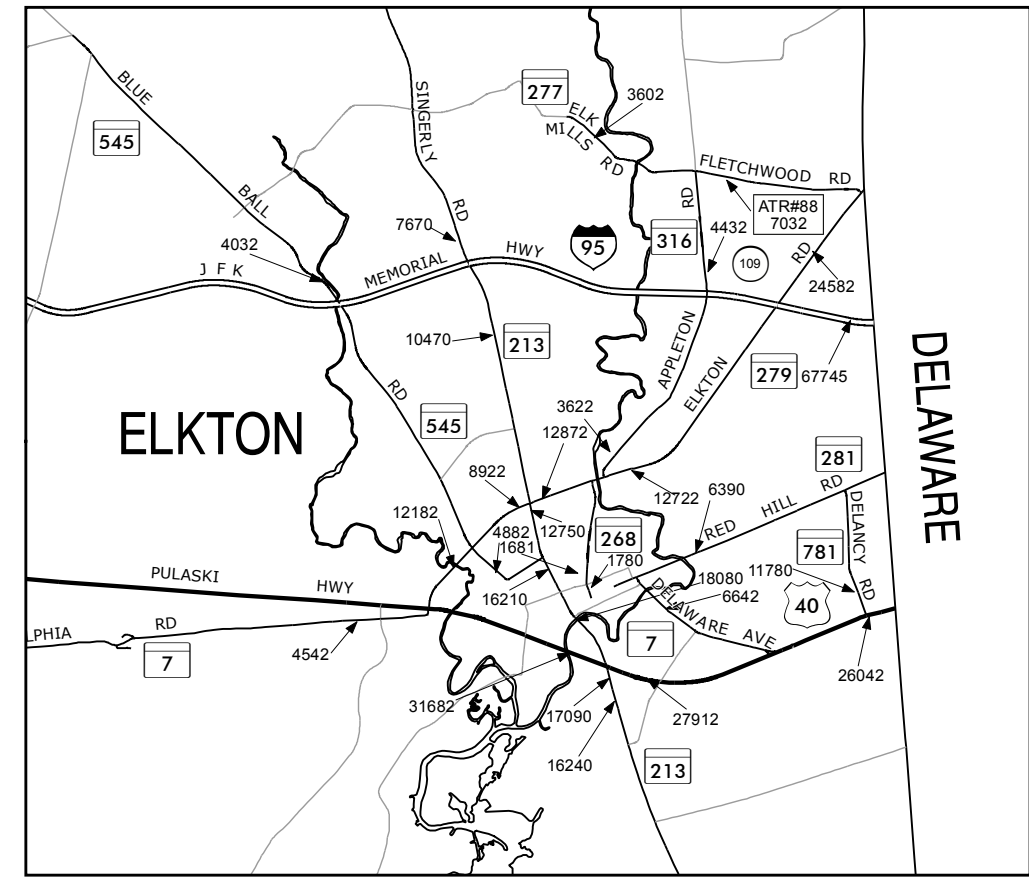 BLUE
545
SINGERLY
277
ELK
3602
MILLS
RD
FLETCHWOOD RD
ATR#88
7032
BALL
RD
RD
7670
95
316
4432
109
RD
24582
4032
JFK
MEMORIAL
HWY
10470
213
APPLETON
ELKTON
279
67745
DELAWARE
RD
ELKTON
545
3622
12872
281
8922
12722
6390
RED HILL RD
12182
4882
12750
1681
268
1780
781
DELANCY
RD
11780
40
PULASKI
HWY
16210
18080
6642
DELAWARE AVE
7
LPHIA
RD
7
4542
31682
17090
27912
26042
16240
213